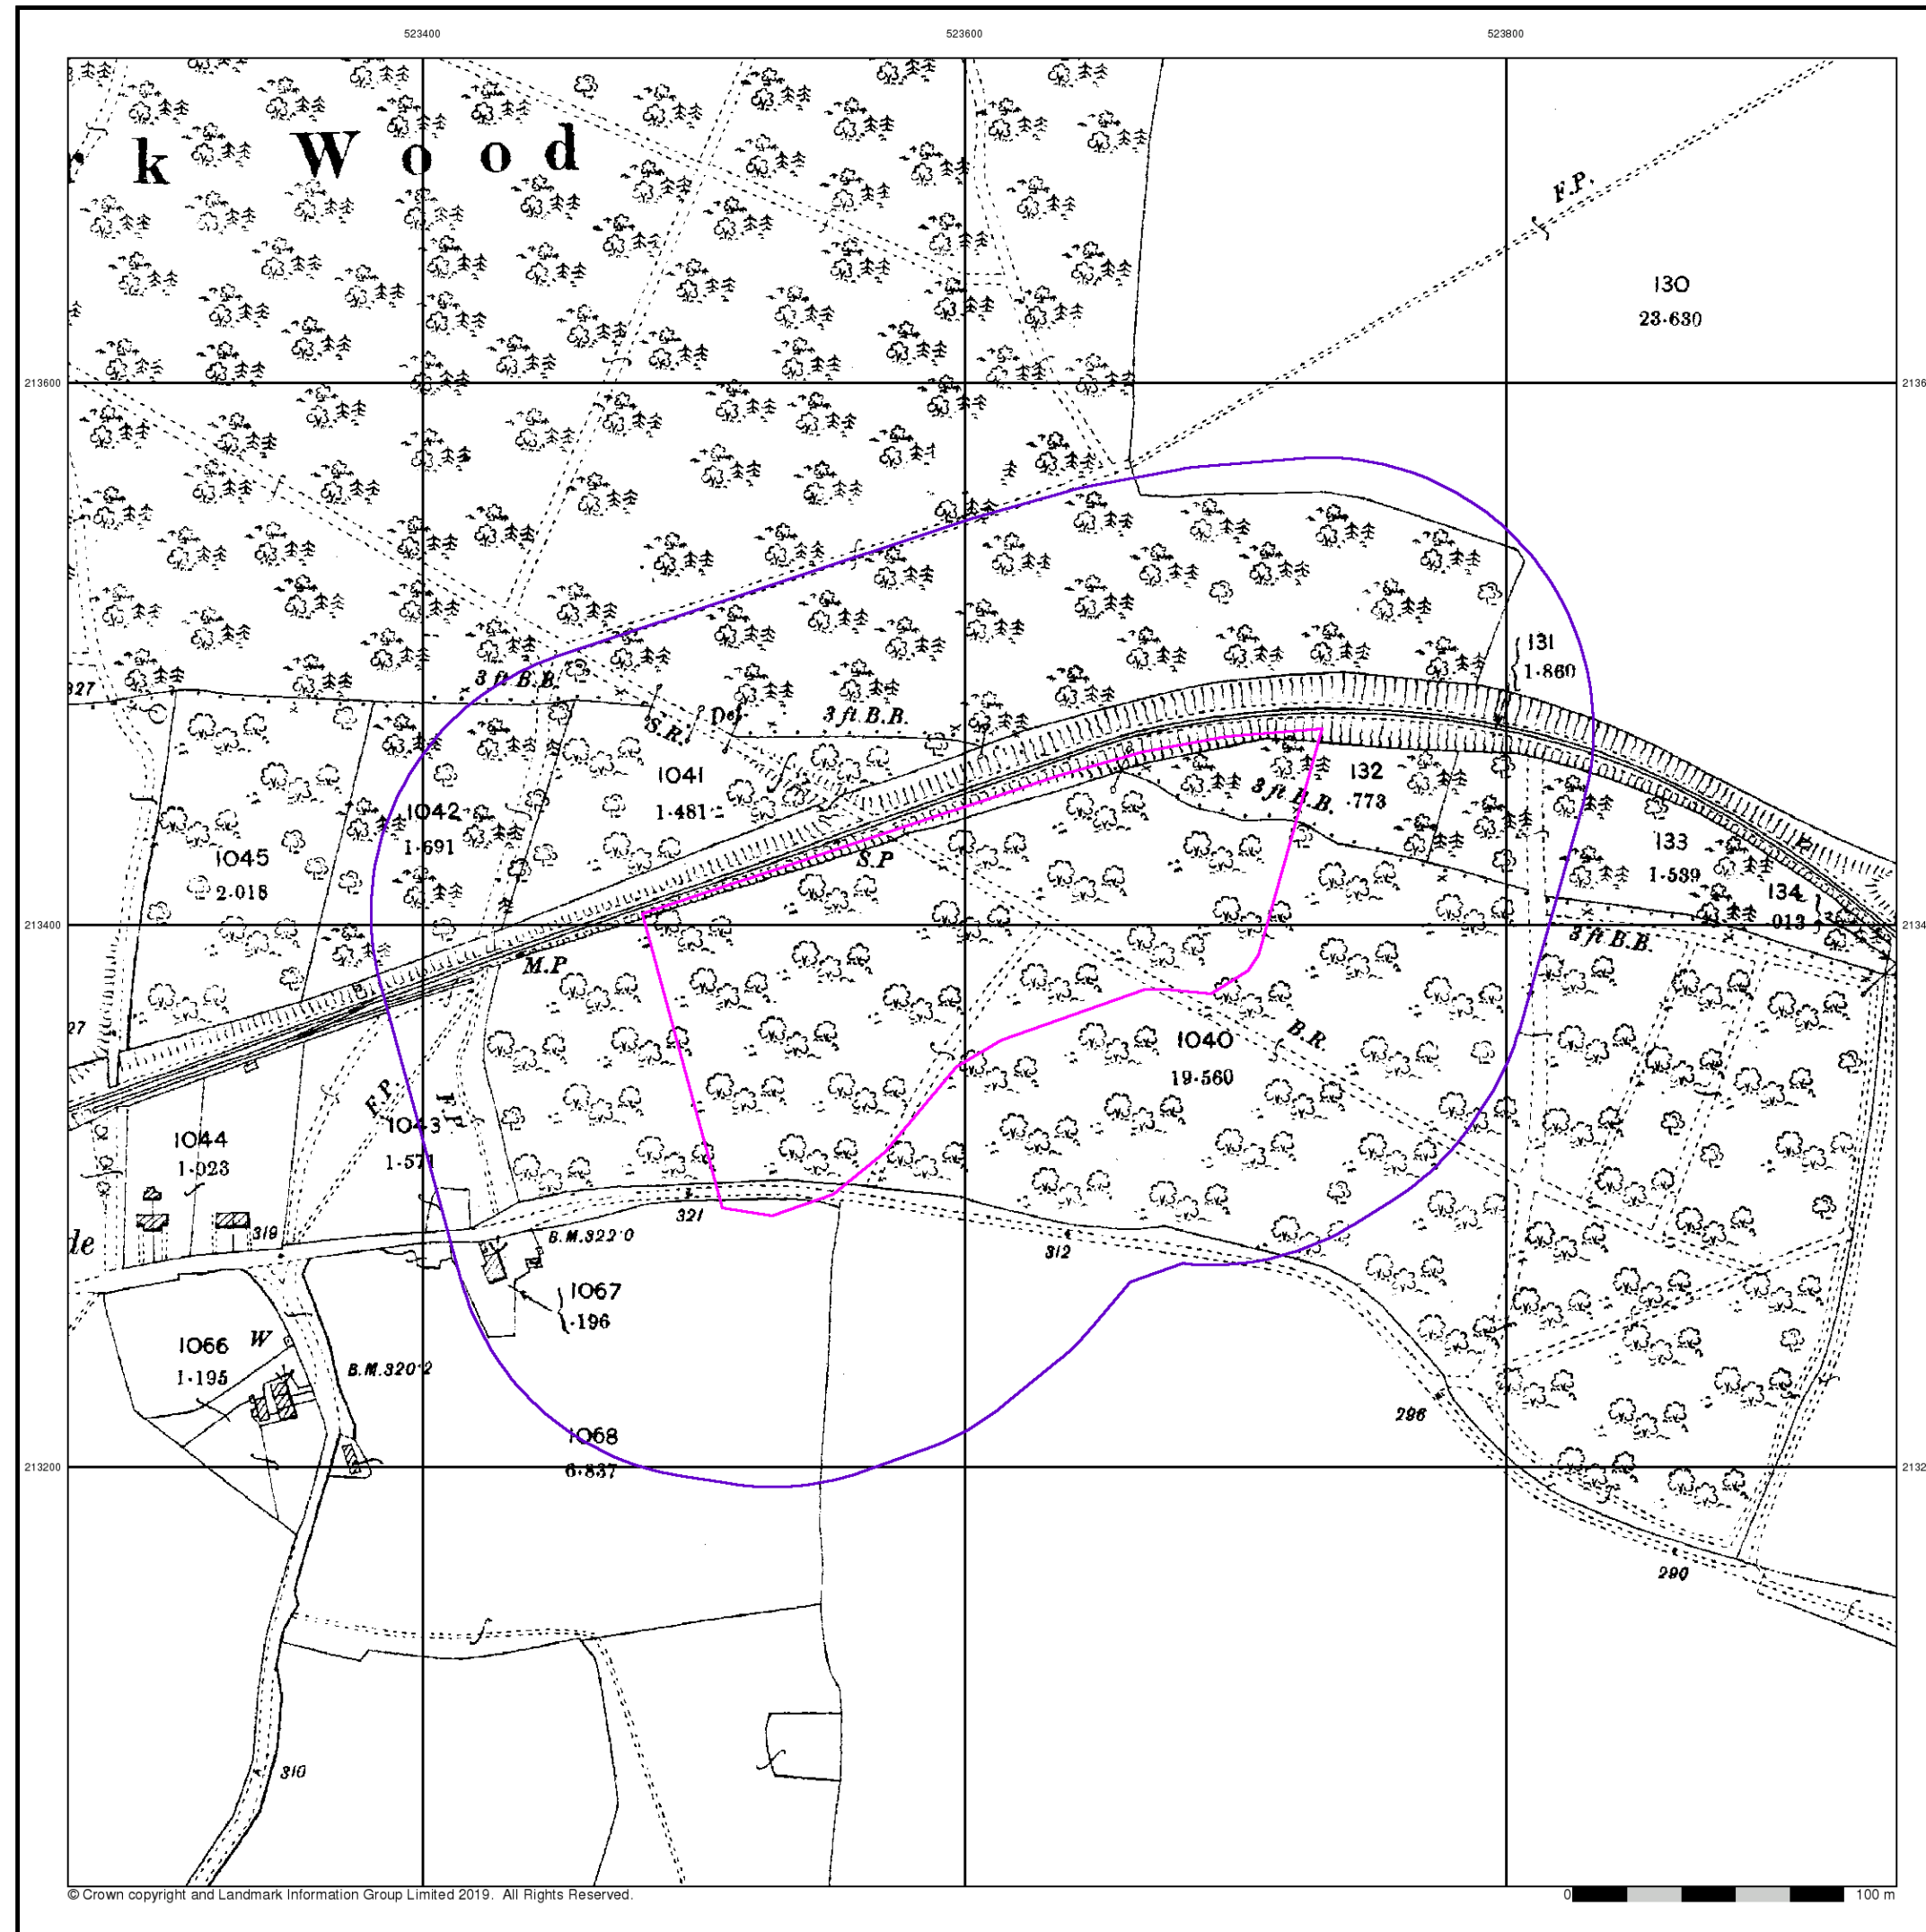 523400 523600 523800
r k Wood
F.P.
130
23·630
213600
131
1·860
327
3 ft B.B.
S.R.
3 ft B.B.
1041
1·481
132
·773
3 ft B.B.
1042
1·691
1045
2·018
S.P
133
1·539
134
·013
213400
M.P
3 ft B.B.
27
B.R.
1040
19·560
F.P.
F.P.
1043
1·571
1044
1·023
321
319
B.M.322·0
de
312
1067
·196
1066
1·195
W
B.M.320·2
296
1068
6·837
213200
290
310
© Crown copyright and Landmark Information Group Limited 2019. All Rights Reserved.
0 100 m